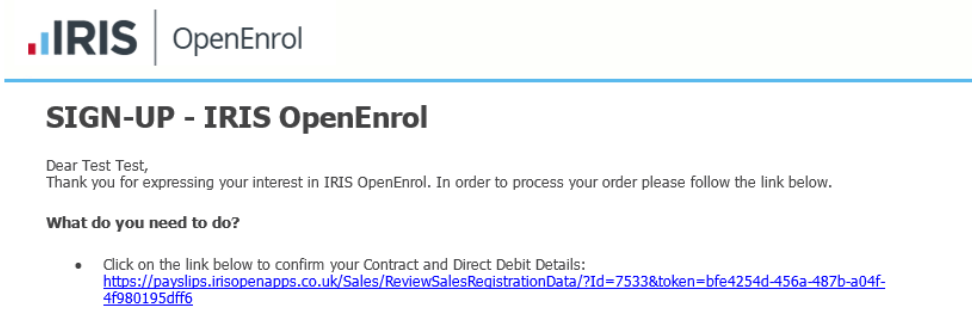 IRIS OpenEnrol
SIGN-UP - IRIS OpenEnrol
Dear Test Test,
Thank you for expressing your interest in IRIS OpenEnrol. In order to process your order please follow the link below.
What do you need to do?
• Click on the link below to confirm your Contract and Direct Debit Details:
https://payslips.irisopenapps.co.uk/Sales/ReviewSalesRegistrationData/?Id=7533&token=bfe4254d-456a-487b-a04f-
4f980195dff6